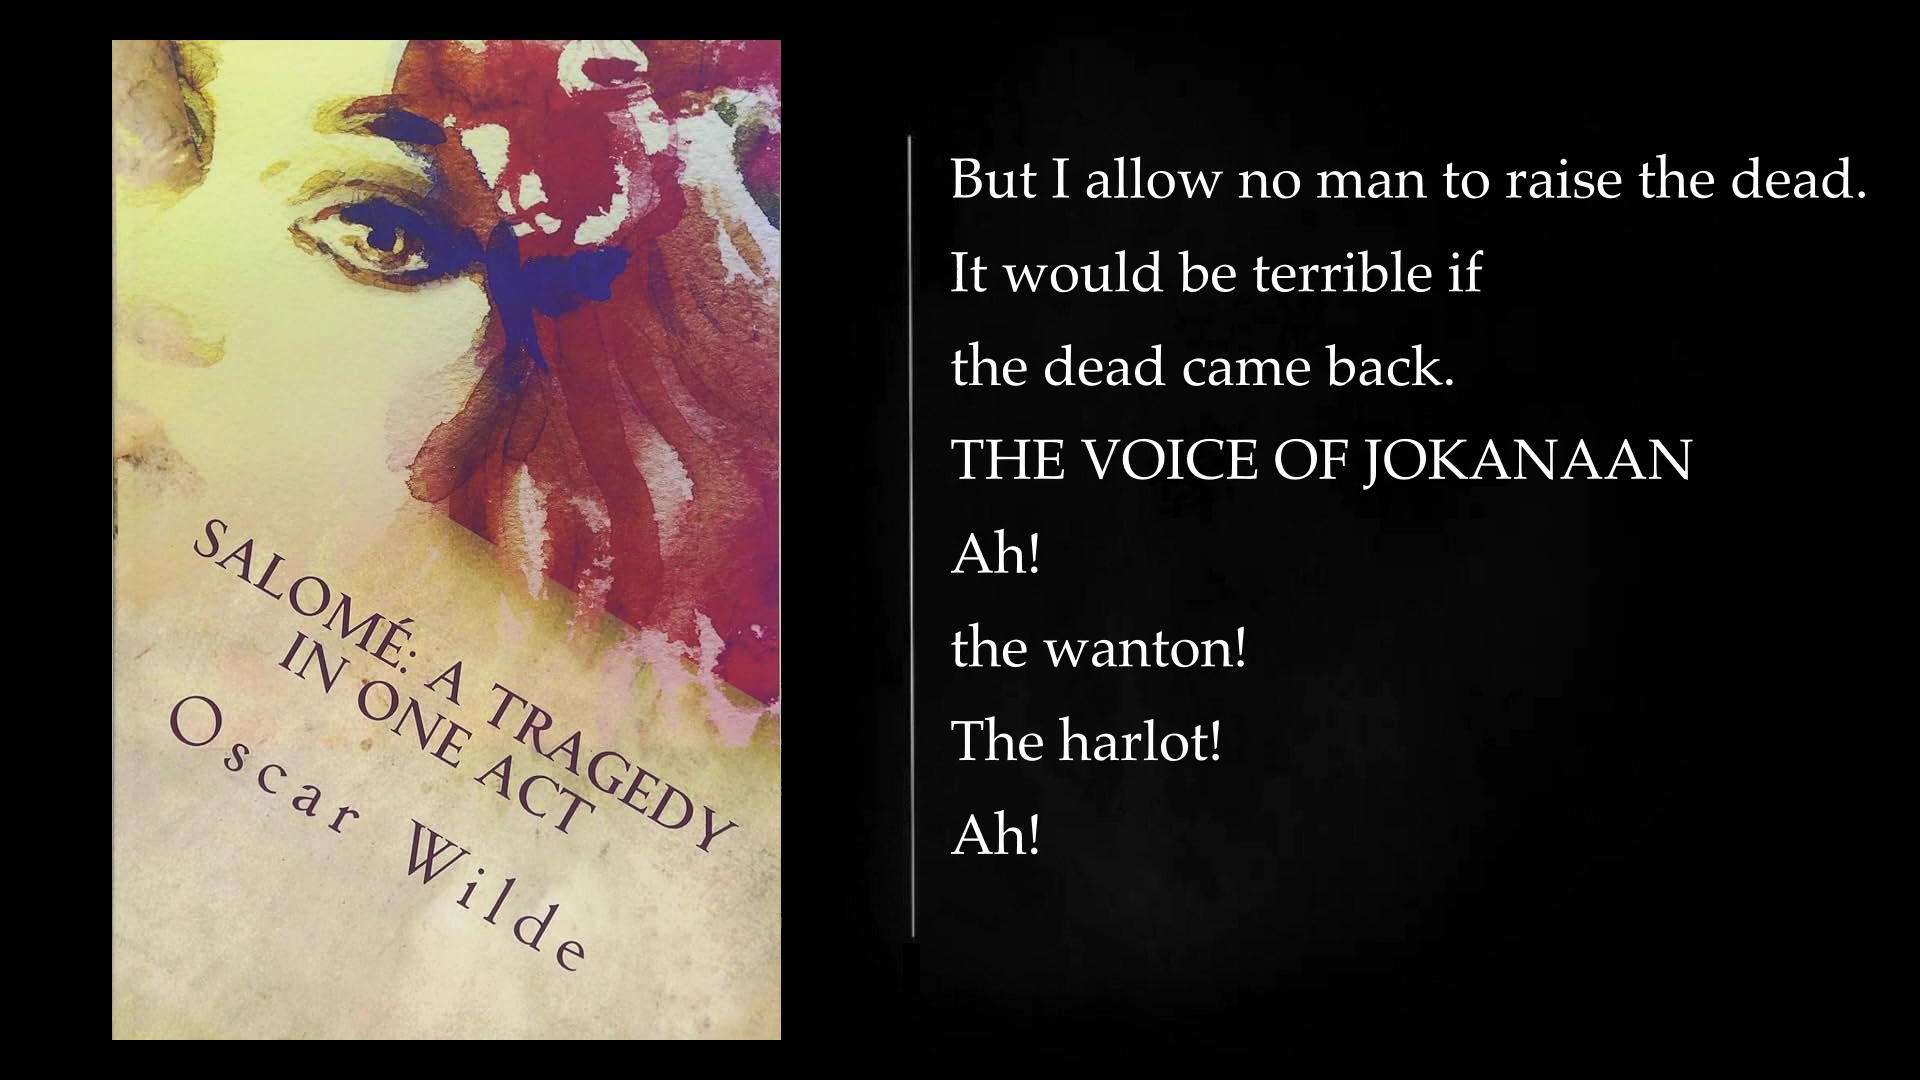 SALOMÉ: A TRAGEDY
IN ONE ACT
Oscar Wilde
But I allow no man to raise the dead.
It would be terrible if
the dead came back.
THE VOICE OF JOKANAAN
Ah!
the wanton!
The harlot!
Ah!